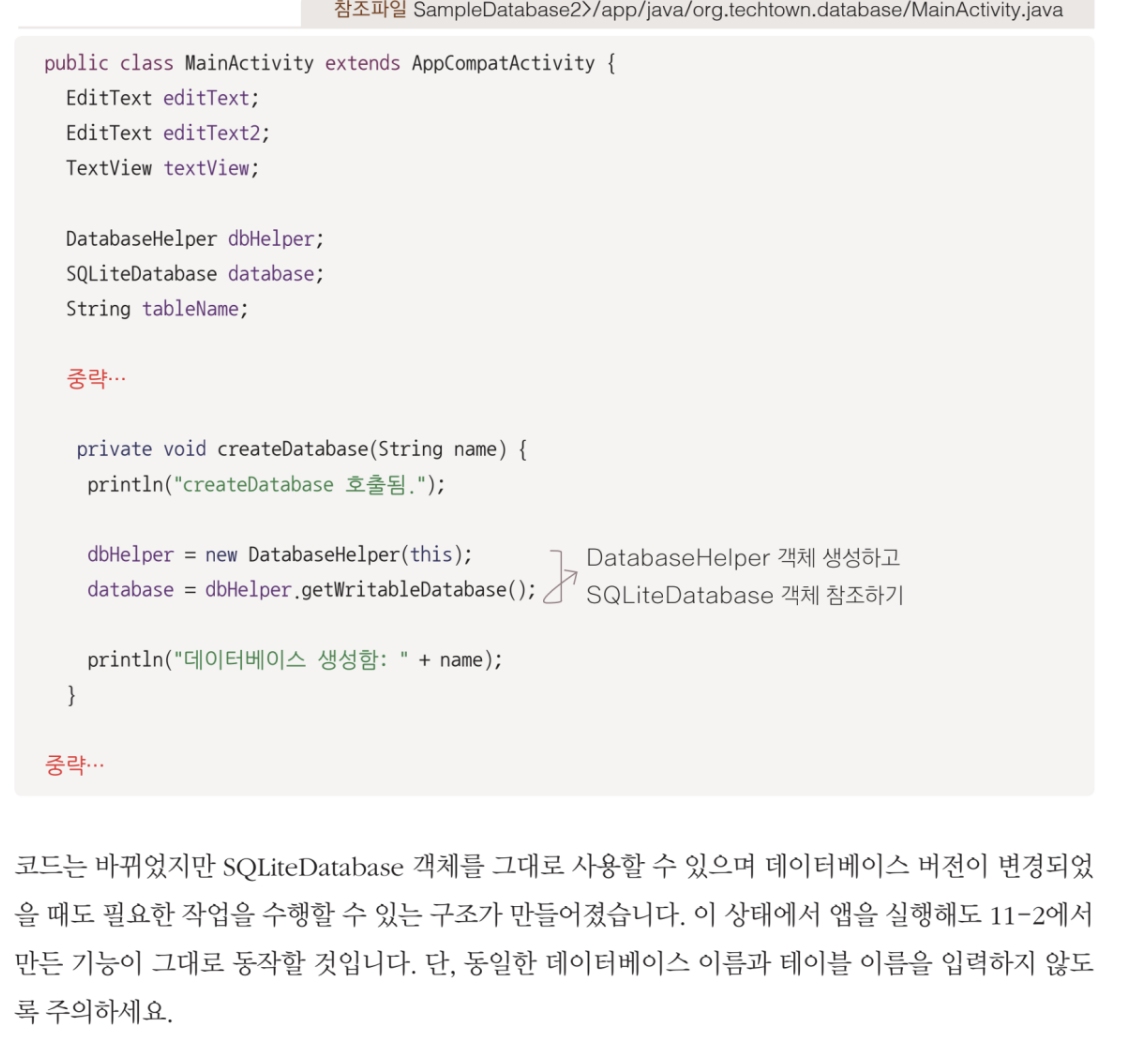 참조파일 SampleDatabase2>/app/java/org.techtown.database/MainActivity.java
public class MainActivity extends AppCompatActivity {
EditText editText;
EditText editText2;
TextView textView;
DatabaseHelper dbHelper;
SQLiteDatabase database;
String tableName;
중략…
private void createDatabase(String name) {
println("createDatabase 호출됨.");
dbHelper = new DatabaseHelper(this);
database = dbHelper.getWritableDatabase();
DatabaseHelper 객체 생성하고
SQLiteDatabase 객체 참조하기
println("데이터베이스 생성함: " + name);
}
중략…
코드는 바뀌었지만 SQLiteDatabase 객체를 그대로 사용할 수 있으며 데이터베이스 버전이 변경되었
을 때도 필요한 작업을 수행할 수 있는 구조가 만들어졌습니다. 이 상태에서 앱을 실행해도 11-2에서
만든 기능이 그대로 동작할 것입니다. 단, 동일한 데이터베이스 이름과 테이블 이름을 입력하지 않도
록 주의하세요.